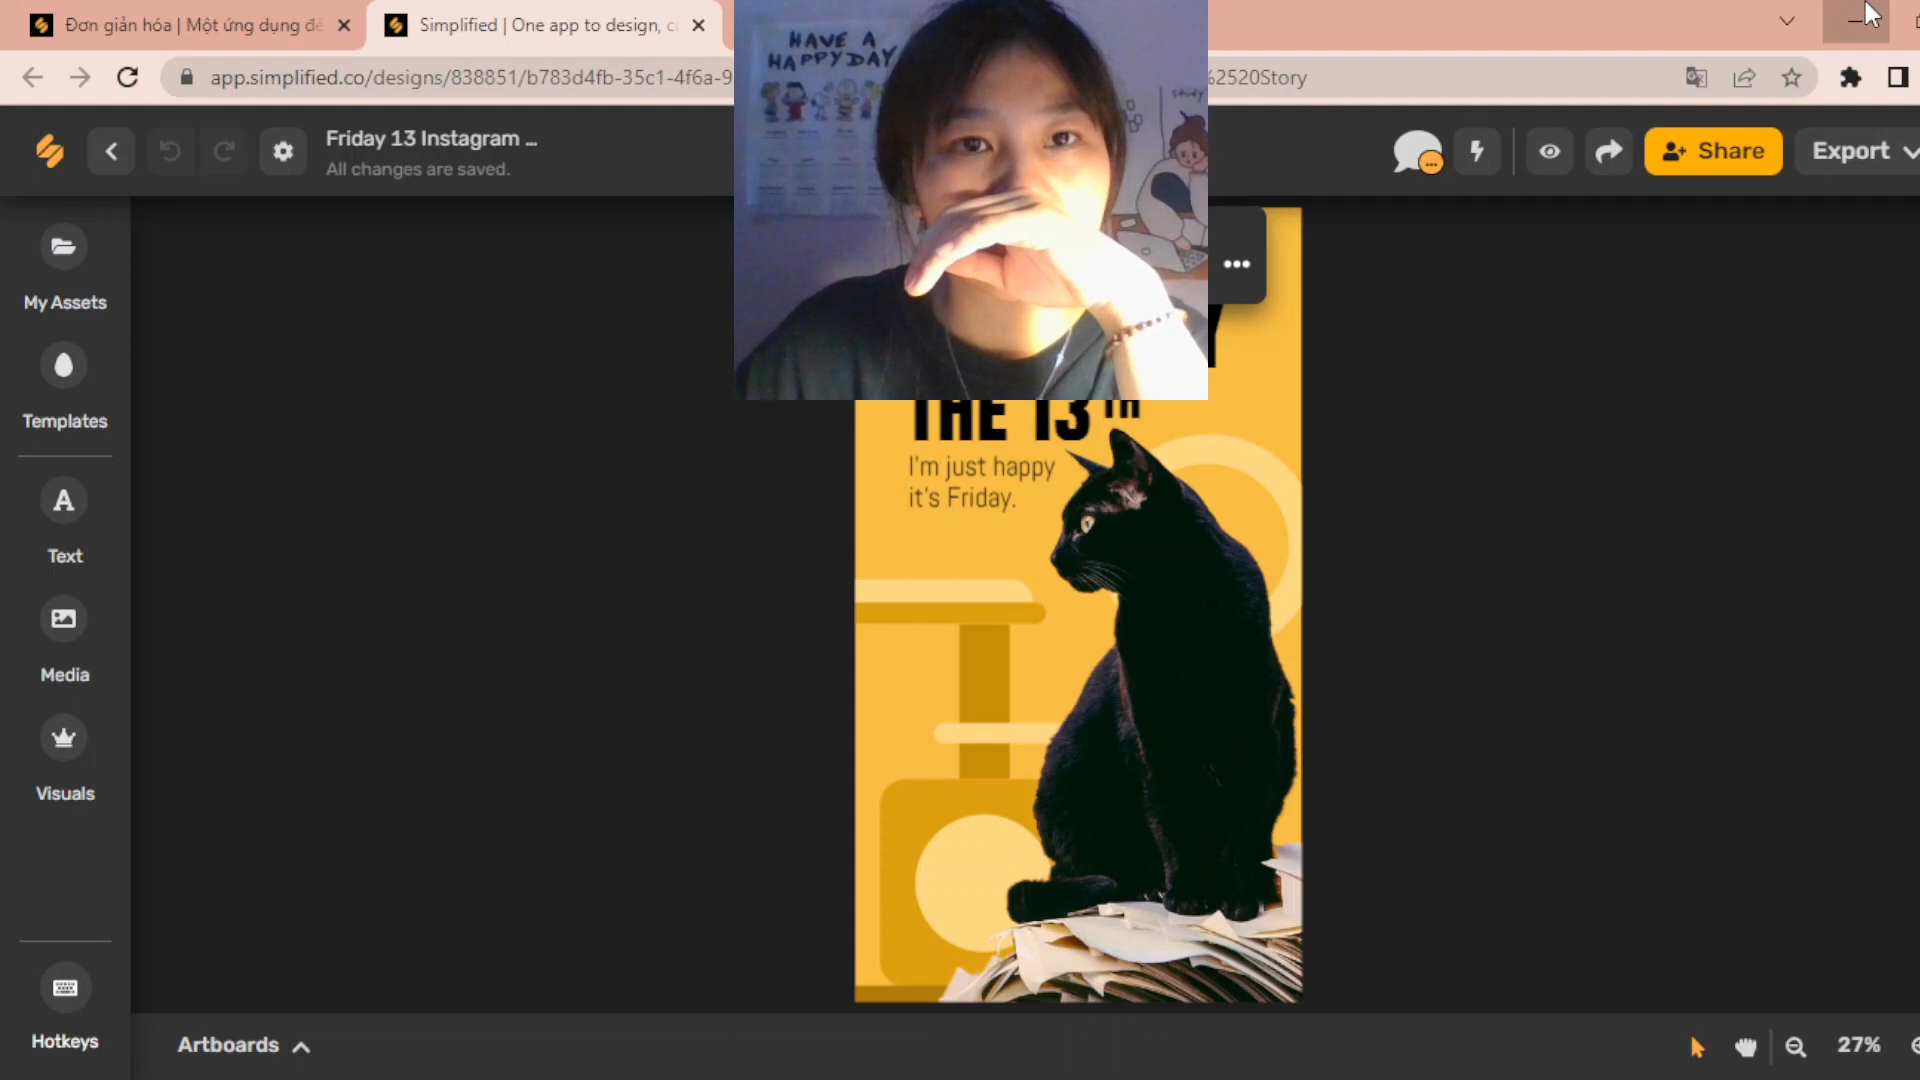 Đơn giản hóa | Một ứng dụng để
Simplified | One app to design, c
app.simplified.co/designs/838851/b783d4fb-35c1-4f6a-9
%2520Story
HAVE A
HAPPY DAY
study
Friday 13 Instagram ...
All changes are saved.
Share
Export
My Assets
Templates
Text
Media
Visuals
Hotkeys
THE 13TH
I'm just happy
it's Friday.
Artboards
27%